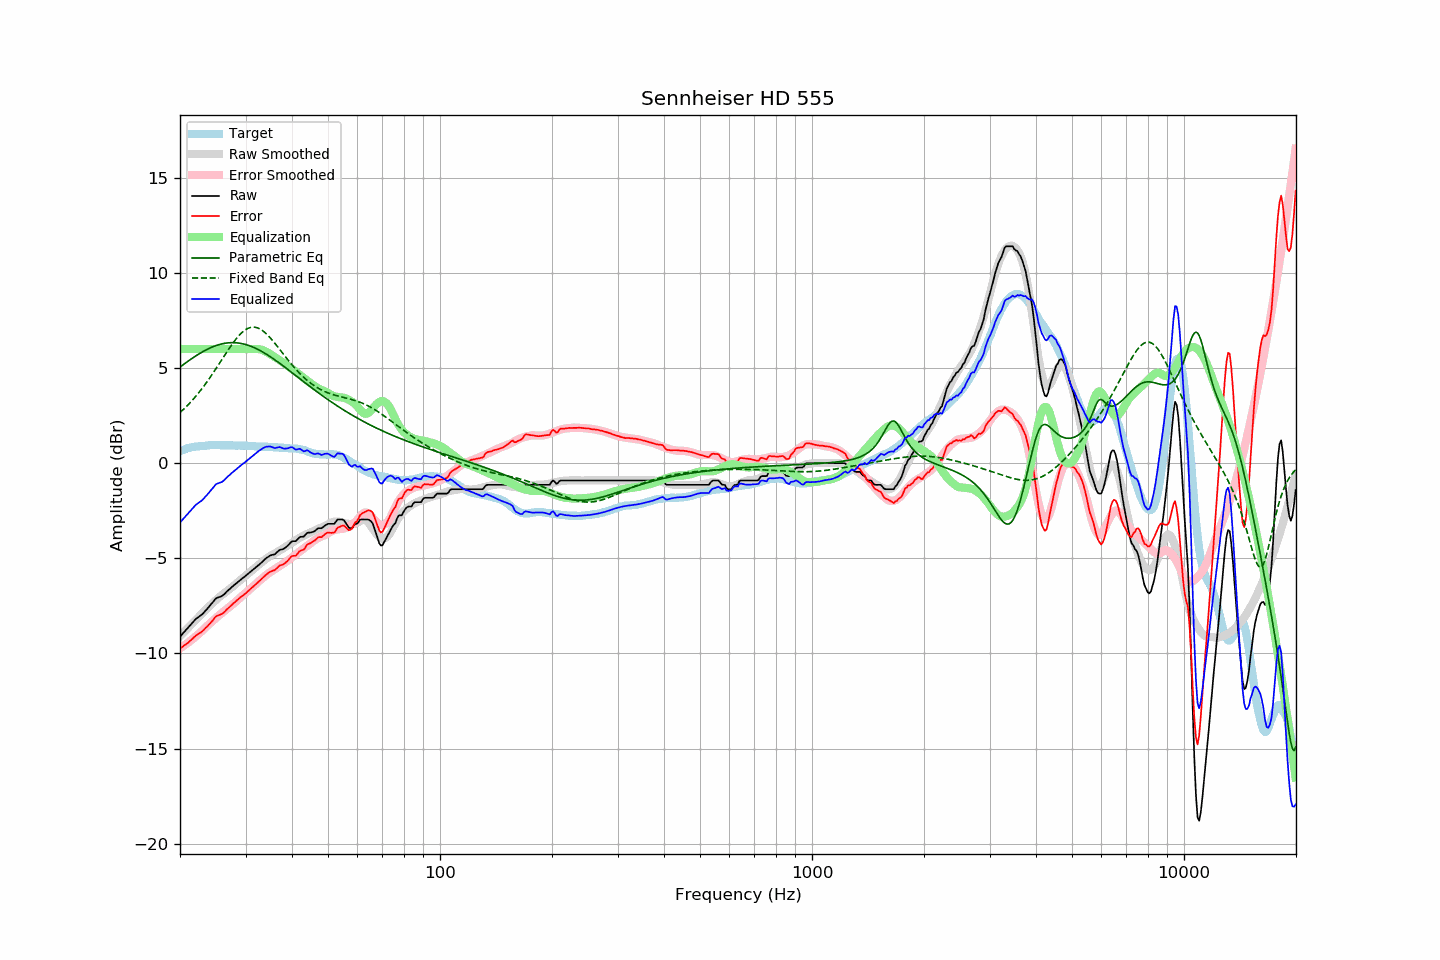 Sennheiser HD 555
Target
Raw Smoothed
Error Smoothed
Raw
Error
Equalization
Parametric Eq
Fixed Band Eq
Equalized
15
10
5
0
−5
−10
−15
−20
Amplitude (dBr)
100
1000
10000
Frequency (Hz)